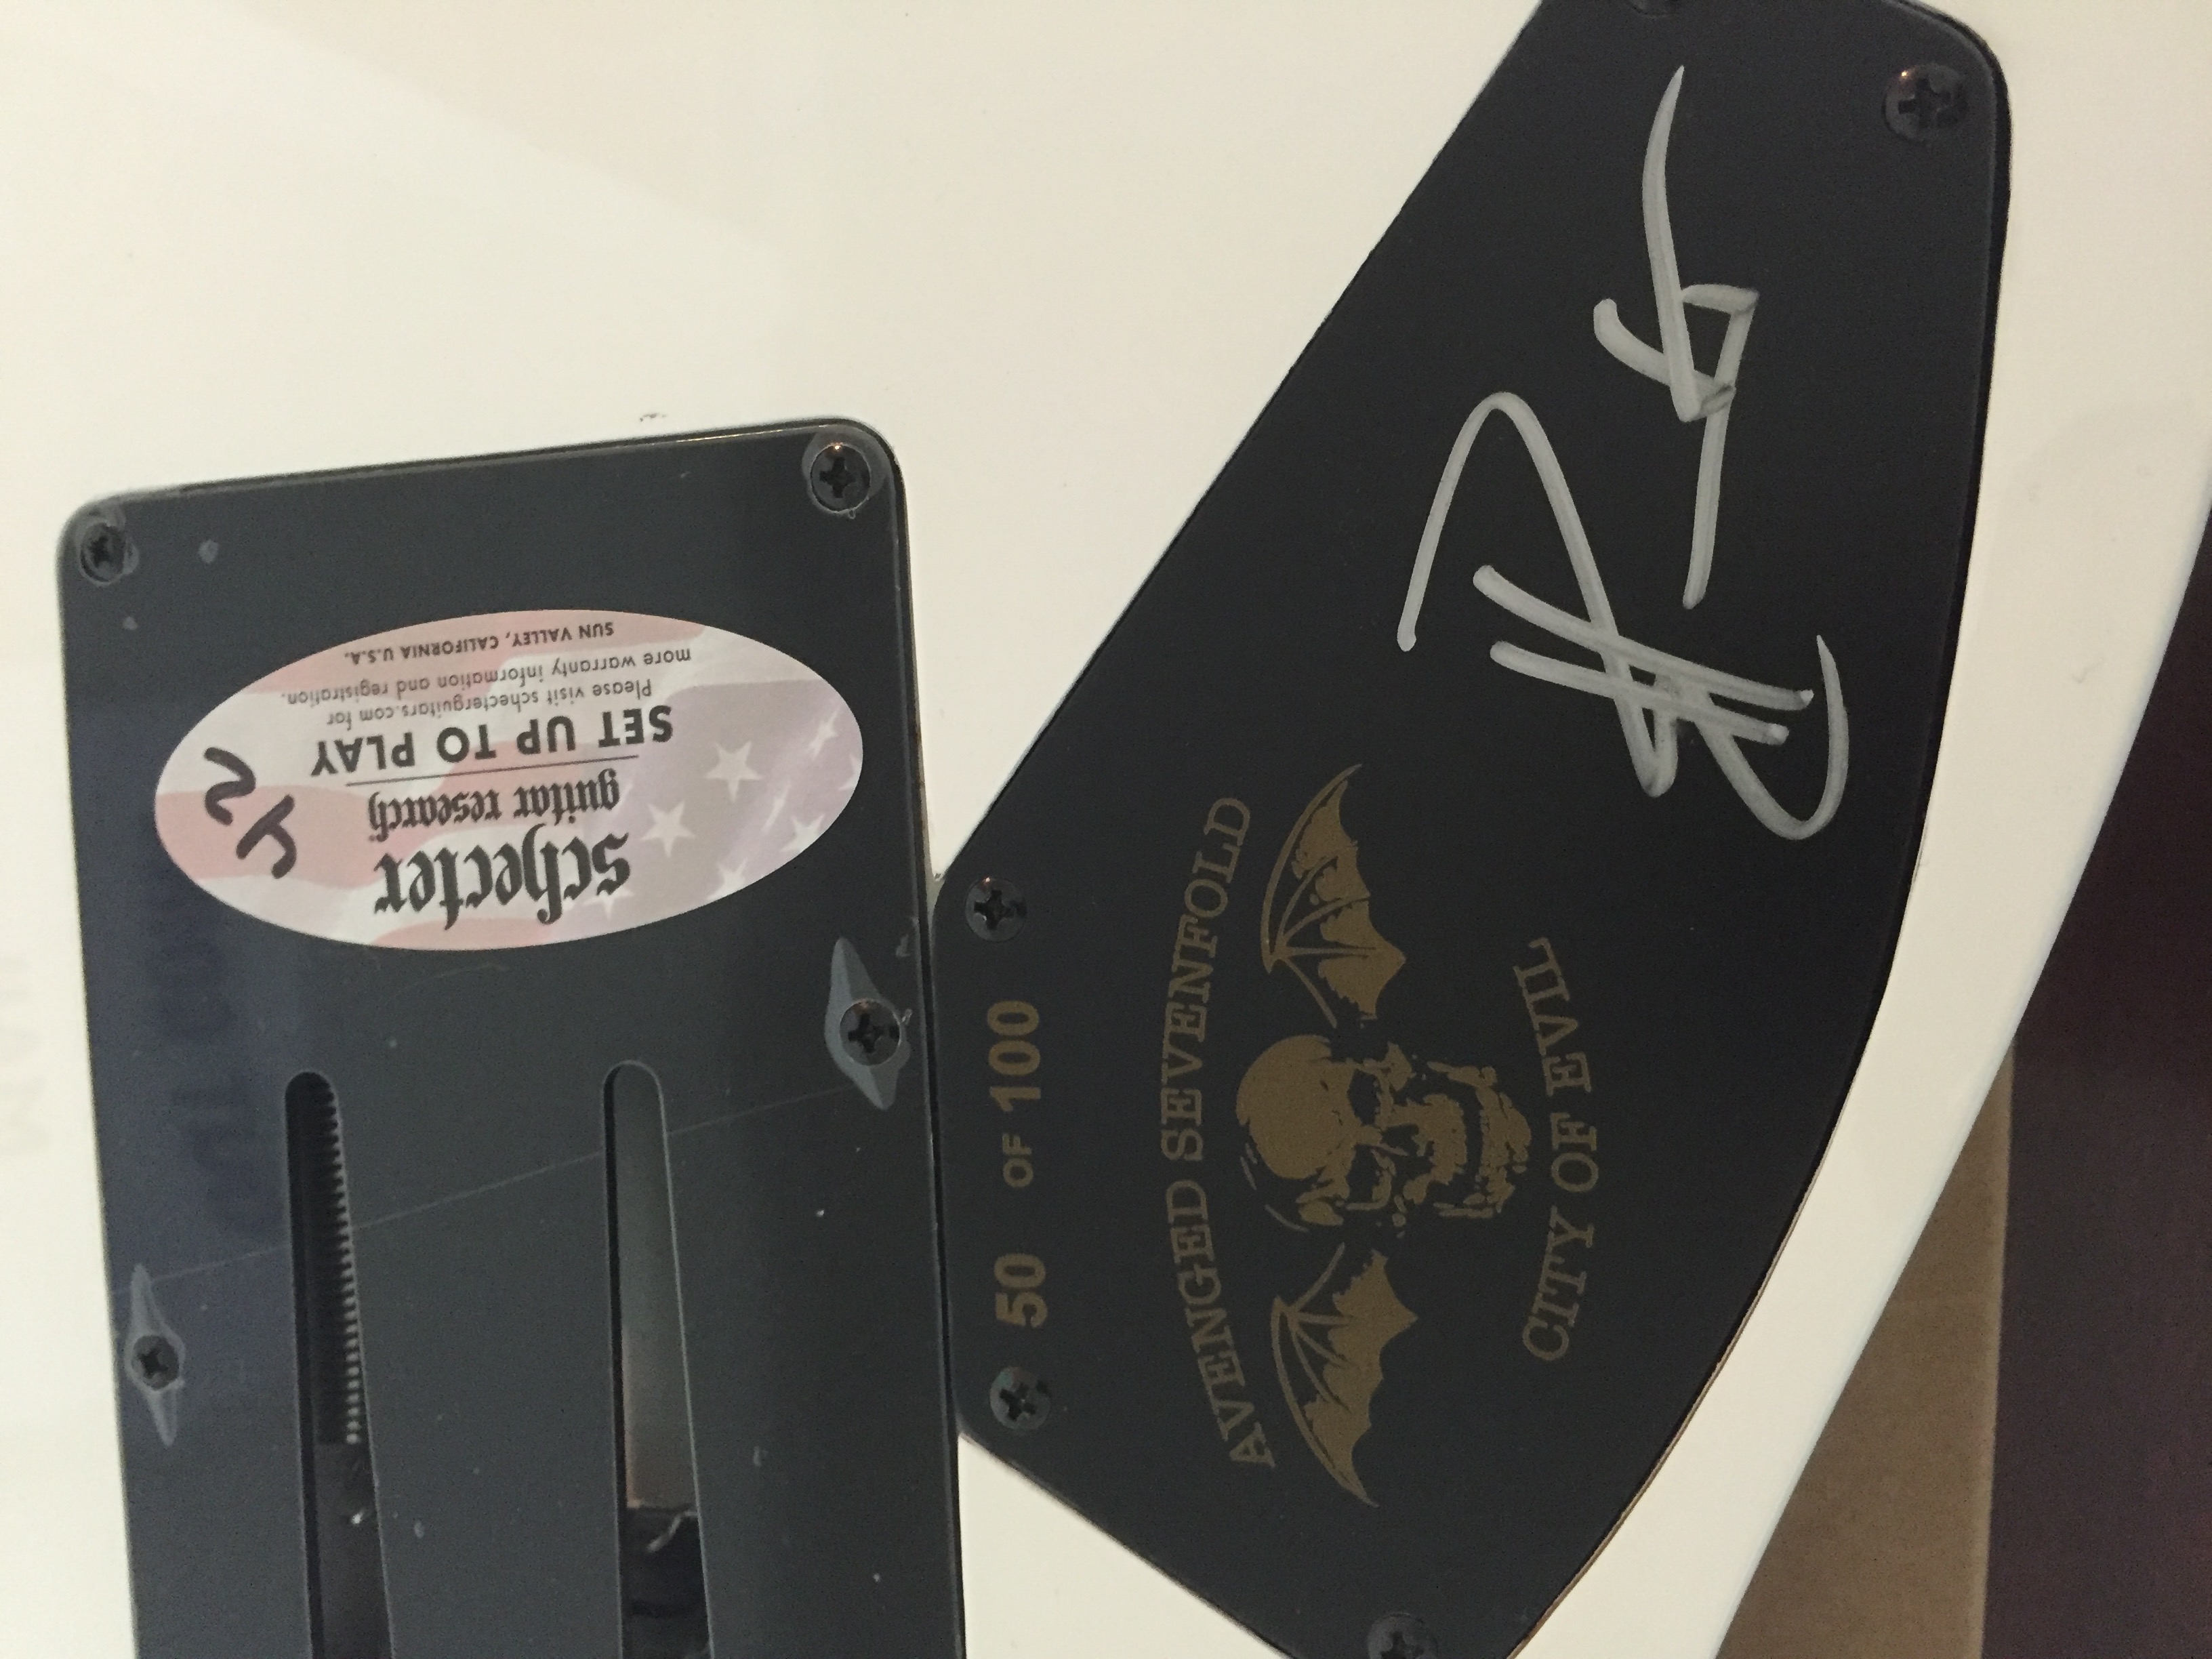 schecter
guitar research
SET UP TO PLAY
Please visit schecterguitars.com for
more warranty information and registration.
SUN VALLEY, CALIFORNIA U.S.A.
50 OF 100
AVENGED SEVENFOLD
CITY OF EVIL